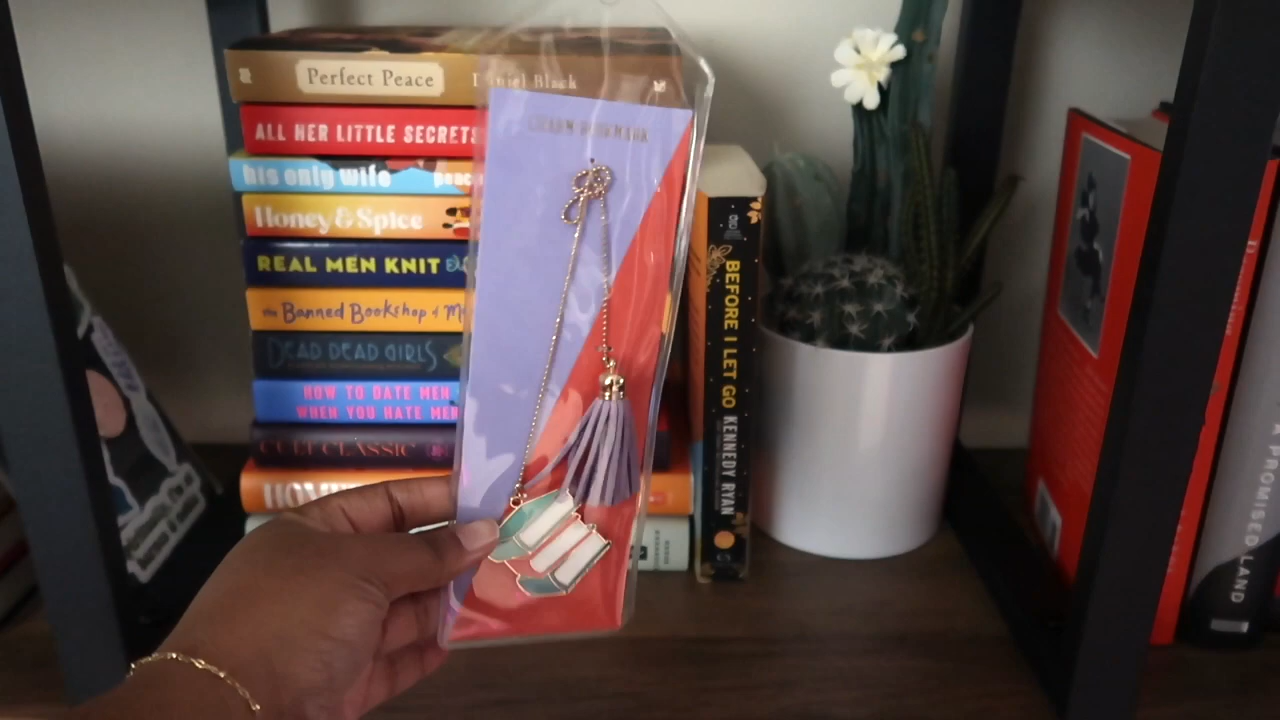 Perfect Peace Daniel Black
ALL HER LITTLE SECRETS
his only wife
Honey & Spice
REAL MEN KNIT
the Banned Bookshop of
DEAD DEAD GIRLS
HOW TO DATE MEN
WHEN YOU HATE MEN
CULT CLASSIC
CHARM BOOKMARK
BEFORE I LET GO KENNEDY RYAN
A PROMISED LAND